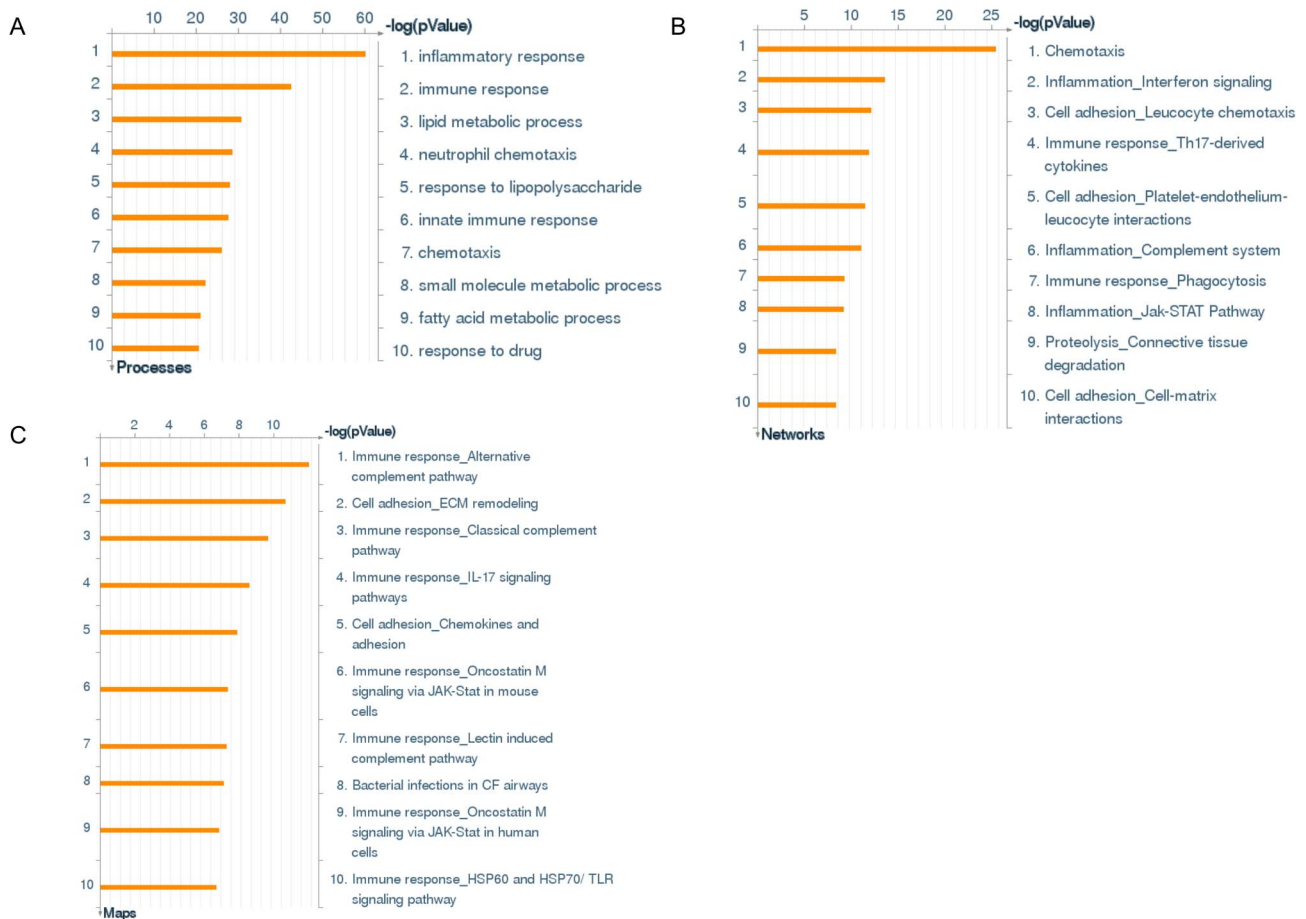 A
10 20 30 40 50 60
-log(pValue)
1
2
3
4
5
6
7
8
9
10
1. inflammatory response
2. immune response
3. lipid metabolic process
4. neutrophil chemotaxis
5. response to lipopolysaccharide
6. innate immune response
7. chemotaxis
8. small molecule metabolic process
9. fatty acid metabolic process
10. response to drug
Processes
B
5 10 15 20 25
-log(pValue)
1
2
3
4
5
6
7
8
9
10
1. Chemotaxis
2. Inflammation_Interferon signaling
3. Cell adhesion_Leucocyte chemotaxis
4. Immune response_Th17-derived
cytokines
5. Cell adhesion_Platelet-endothelium-
leucocyte interactions
6. Inflammation_Complement system
7. Immune response_Phagocytosis
8. Inflammation_Jak-STAT Pathway
9. Proteolysis_Connective tissue
degradation
10. Cell adhesion_Cell-matrix
interactions
Networks
C
2 4 6 8 10
-log(pValue)
1
2
3
4
5
6
7
8
9
10
1. Immune response_Alternative
complement pathway
2. Cell adhesion_ECM remodeling
3. Immune response_Classical complement
pathway
4. Immune response_IL-17 signaling
pathways
5. Cell adhesion_Chemokines and
adhesion
6. Immune response_Oncostatin M
signaling via JAK-Stat in mouse
cells
7. Immune response_Lectin induced
complement pathway
8. Bacterial infections in CF airways
9. Immune response_Oncostatin M
signaling via JAK-Stat in human
cells
10. Immune response_HSP60 and HSP70/ TLR
signaling pathway
Maps